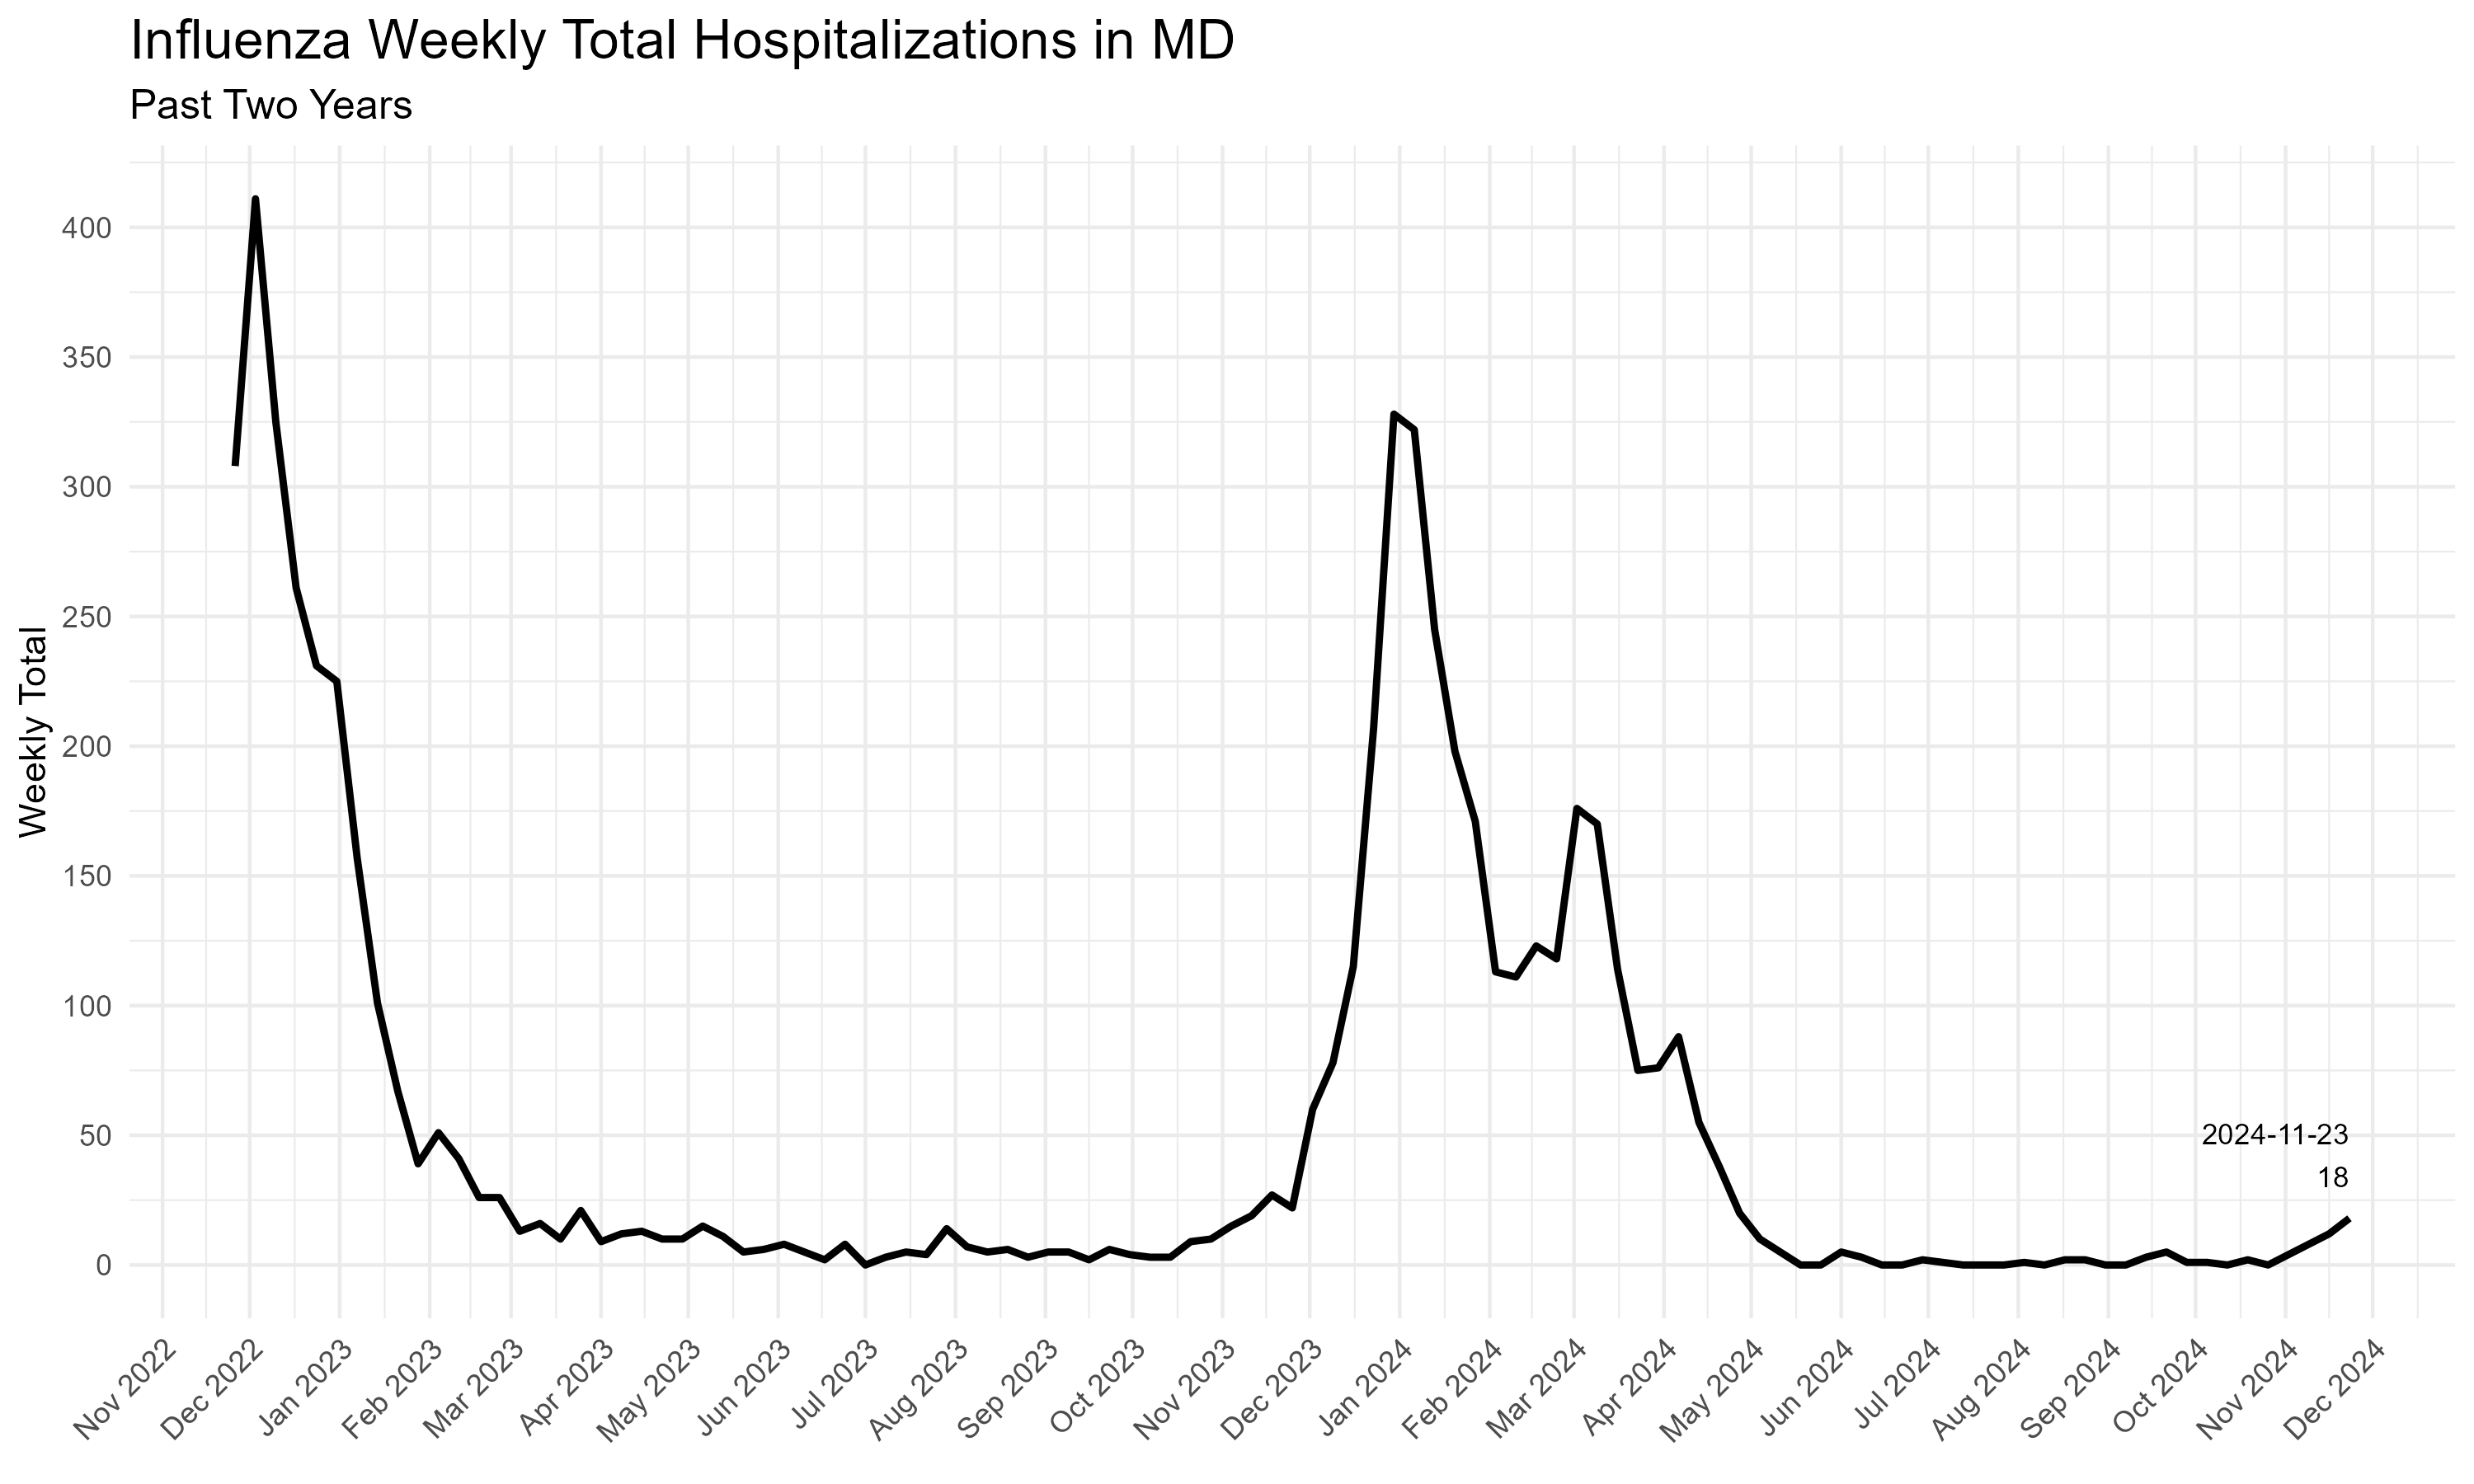 Influenza Weekly Total Hospitalizations in MD
Past Two Years
Weekly Total
400
350
300
250
200
150
100
50
0
2024-11-23
18
Nov 2022
Dec 2022
Jan 2023
Feb 2023
Mar 2023
Apr 2023
May 2023
Jun 2023
Jul 2023
Aug 2023
Sep 2023
Oct 2023
Nov 2023
Dec 2023
Jan 2024
Feb 2024
Mar 2024
Apr 2024
May 2024
Jun 2024
Jul 2024
Aug 2024
Sep 2024
Oct 2024
Nov 2024
Dec 2024